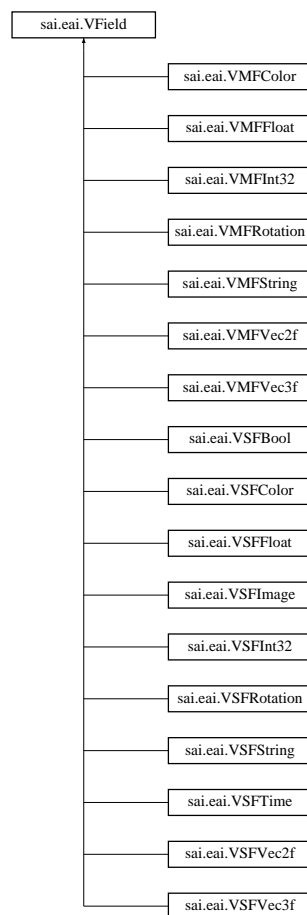 sai.eai.VField
sai.eai.VMFColor
sai.eai.VMFFloat
sai.eai.VMFInt32
sai.eai.VMFRotation
sai.eai.VMFString
sai.eai.VMFVec2f
sai.eai.VMFVec3f
sai.eai.VSFBool
sai.eai.VSFColor
sai.eai.VSFFloat
sai.eai.VSFImage
sai.eai.VSFInt32
sai.eai.VSFRotation
sai.eai.VSFString
sai.eai.VSFTime
sai.eai.VSFVec2f
sai.eai.VSFVec3f